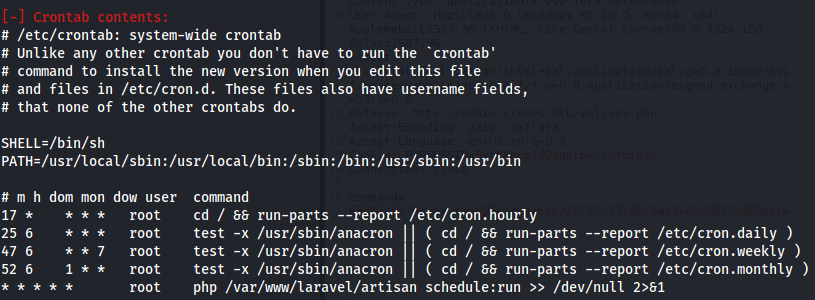 [-] Crontab contents:
# /etc/crontab: system-wide crontab
# Unlike any other crontab you don't have to run the `crontab'
# command to install the new version when you edit this file
# and files in /etc/cron.d. These files also have username fields,
# that none of the other crontabs do.
SHELL=/bin/sh
PATH=/usr/local/sbin:/usr/local/bin:/sbin:/bin:/usr/sbin:/usr/bin
# m h dom mon dow user  command
17 *    * * *   root    cd / && run-parts --report /etc/cron.hourly
25 6    * * *   root    test -x /usr/sbin/anacron || ( cd / && run-parts --report /etc/cron.daily )
47 6    * * 7   root    test -x /usr/sbin/anacron || ( cd / && run-parts --report /etc/cron.weekly )
52 6    1 * *   root    test -x /usr/sbin/anacron || ( cd / && run-parts --report /etc/cron.monthly )
* * * * *       root    php /var/www/laravel/artisan schedule:run >> /dev/null 2>&1